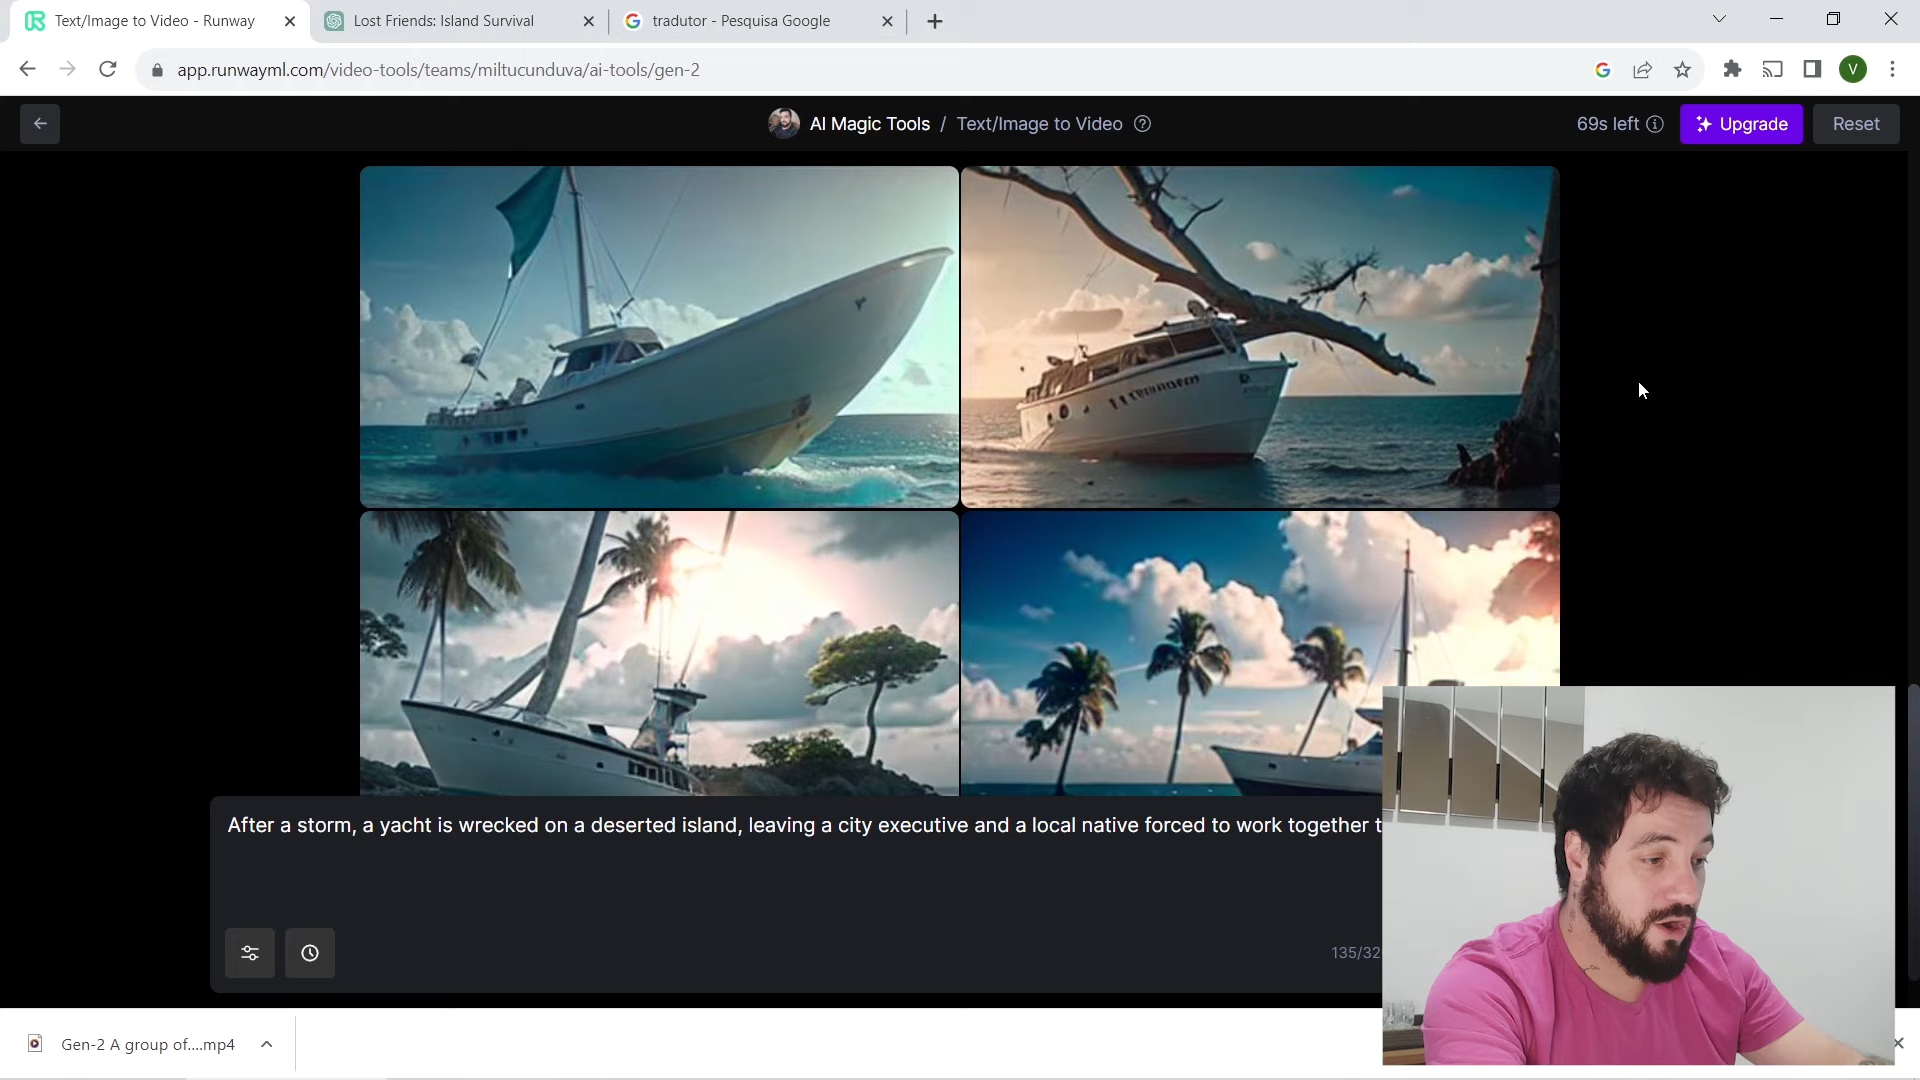 Text/Image to Video - Runway
Lost Friends: Island Survival
tradutor - Pesquisa Google
app.runwayml.com/video-tools/teams/miltucunduva/ai-tools/gen-2
V
AI Magic Tools / Text/Image to Video
69s left
Upgrade
Reset
After a storm, a yacht is wrecked on a deserted island, leaving a city executive and a local native forced to work together t
135/32
Gen-2 A group of....mp4